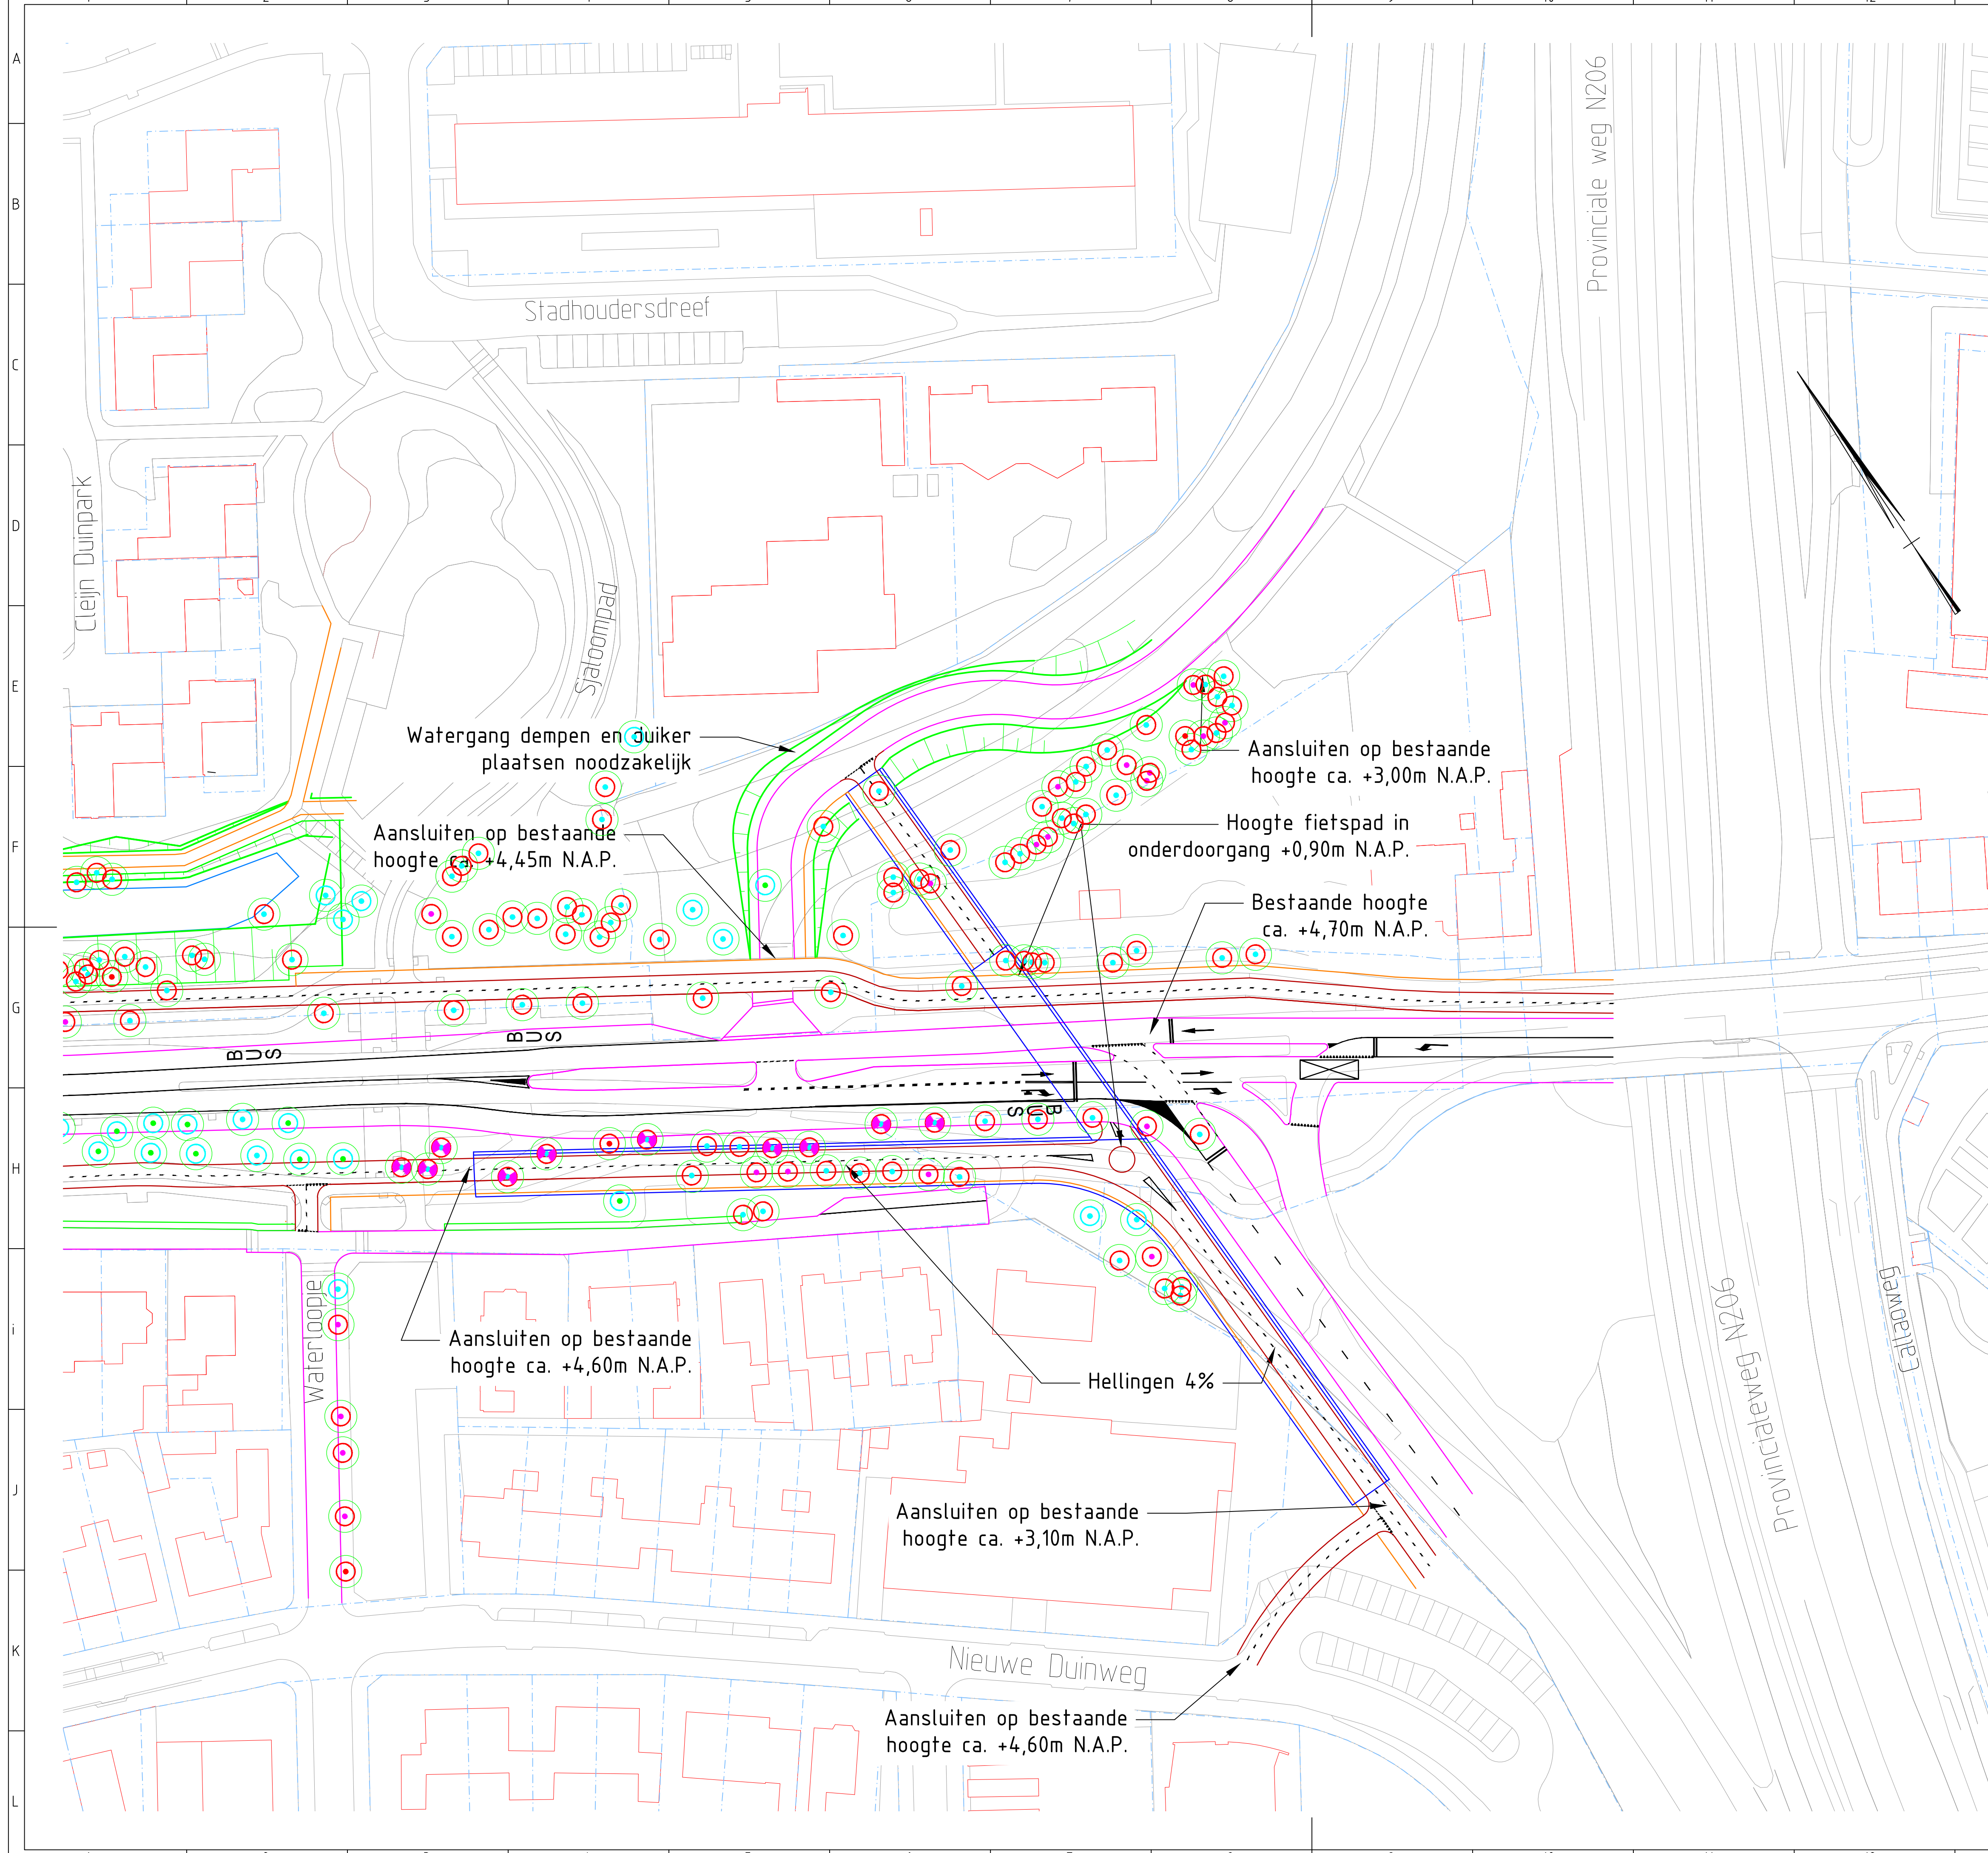 A
B
C
D
E
F
G
H
i
J
K
L
Provinciale weg N206
Stadhoudersdreef
Cleijn Duinpark
Sjaloompad
Watergang dempen en duiker
plaatsen noodzakelijk
Aansluiten op bestaande
hoogte ca. +3,00m N.A.P.
Aansluiten op bestaande
hoogte ca. +4,45m N.A.P.
Hoogte fietspad in
onderdoorgang +0,90m N.A.P.
Bestaande hoogte
ca. +4,70m N.A.P.
BUS
BUS
BUS
Waterloopje
Aansluiten op bestaande
hoogte ca. +4,60m N.A.P.
Hellingen 4%
Provincialeweg N206
Aansluiten op bestaande
hoogte ca. +3,10m N.A.P.
Nieuwe Duinweg
Aansluiten op bestaande
hoogte ca. +4,60m N.A.P.